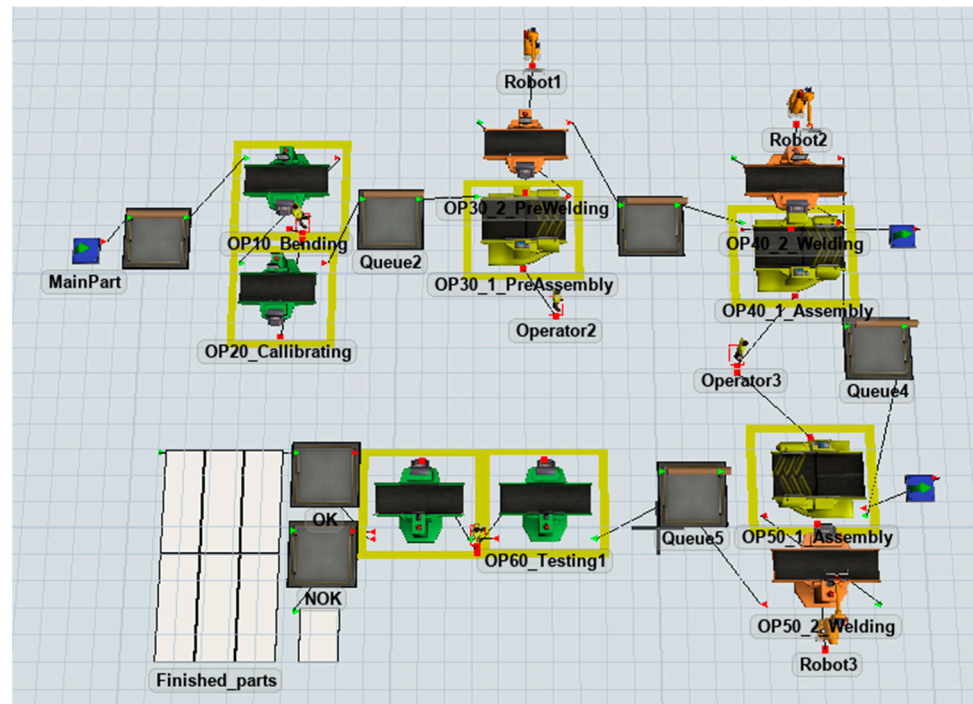 Robot1
Robot2
OP30_2_PreWelding
OP10_Bending
Queue2
OP40_2_Welding
MainPart
OP30_1_PreAssembly
OP40_1_Assembly
Operator2
OP20_Callibrating
Operator3
Queue4
OK
Queue5
OP50_1_Assembly
OP60_Testing1
NOK
OP50_2_Welding
Robot3
Finished_parts